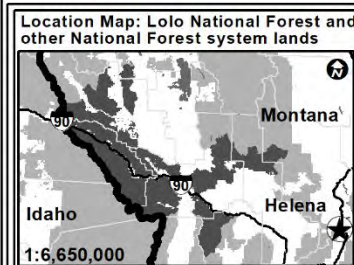 Location Map: Lolo National Forest and
other National Forest system lands
N
Montana
90
90
Idaho
Helena
1:6,650,000